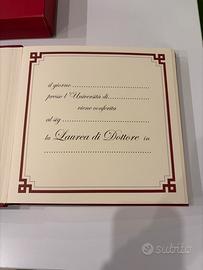 il giorno ..............................
presso l'Università di................
viene conferita
al sig ..................................
la Laurea di Dottore in
..........................................
subito